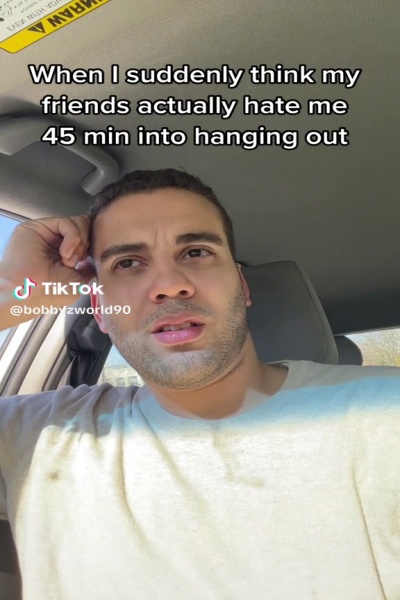 When I suddenly think my
friends actually hate me
45 min into hanging out
TikTok
@bobbyzworld90